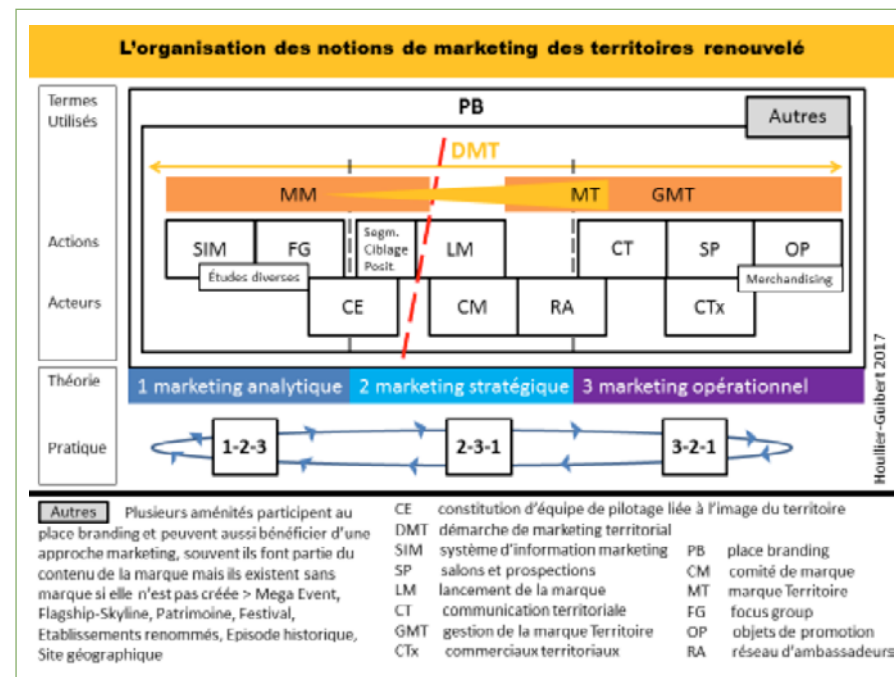 L'organisation des notions de marketing des territoires renouvelé
Termes
Utilisés
PB
Autres
DMT
MM
MT
GMT
Actions
SIM
FG
Segm.
Ciblage
Posit.
LM
CT
SP
OP
Études diverses
Merchandising
Acteurs
CE
CM
RA
CTx
Houllier-Guibert 2017
Théorie
1 marketing analytique
2 marketing stratégique
3 marketing opérationnel
Pratique
1-2-3
2-3-1
3-2-1
Autres Plusieurs aménités participent au
place branding et peuvent aussi bénéficier d'une
approche marketing, souvent ils font partie du
contenu de la marque mais ils existent sans
marque si elle n'est pas créée > Mega Event,
Flagship-Skyline, Patrimoine, Festival,
Etablissements renommés, Episode historique,
Site géographique
CE constitution d'équipe de pilotage liée à l'image du territoire
DMT démarche de marketing territorial
SIM système d'information marketing
SP salons et prospections
LM lancement de la marque
CT communication territoriale
GMT gestion de la marque Territoire
CTx commerciaux territoriaux
PB place branding
CM comité de marque
MT marque Territoire
FG focus group
OP objets de promotion
RA réseau d'ambassadeurs